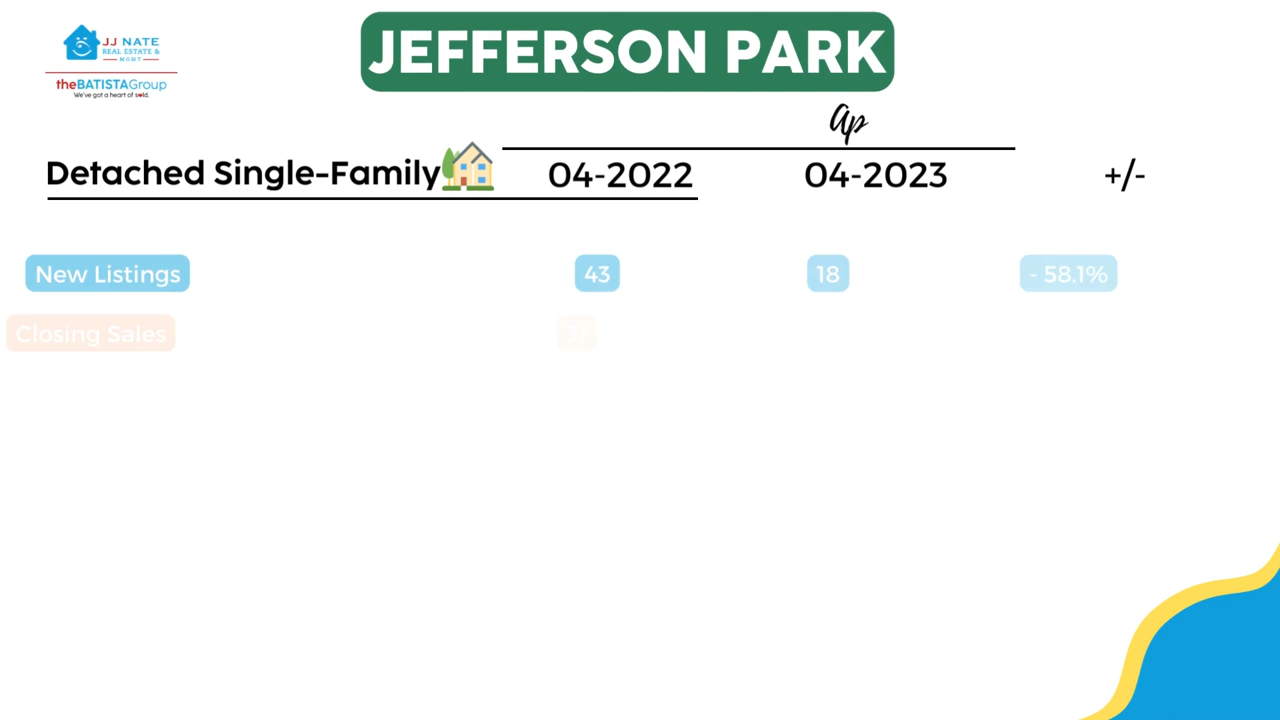 JJ NATE
REAL ESTATE &
MGMT
theBATISTAGroup
We've got a heart of sold.
JEFFERSON PARK
Ap
Detached Single-Family 04-2022 04-2023 +/-
New Listings 43 18 - 58.1%
Closing Sales